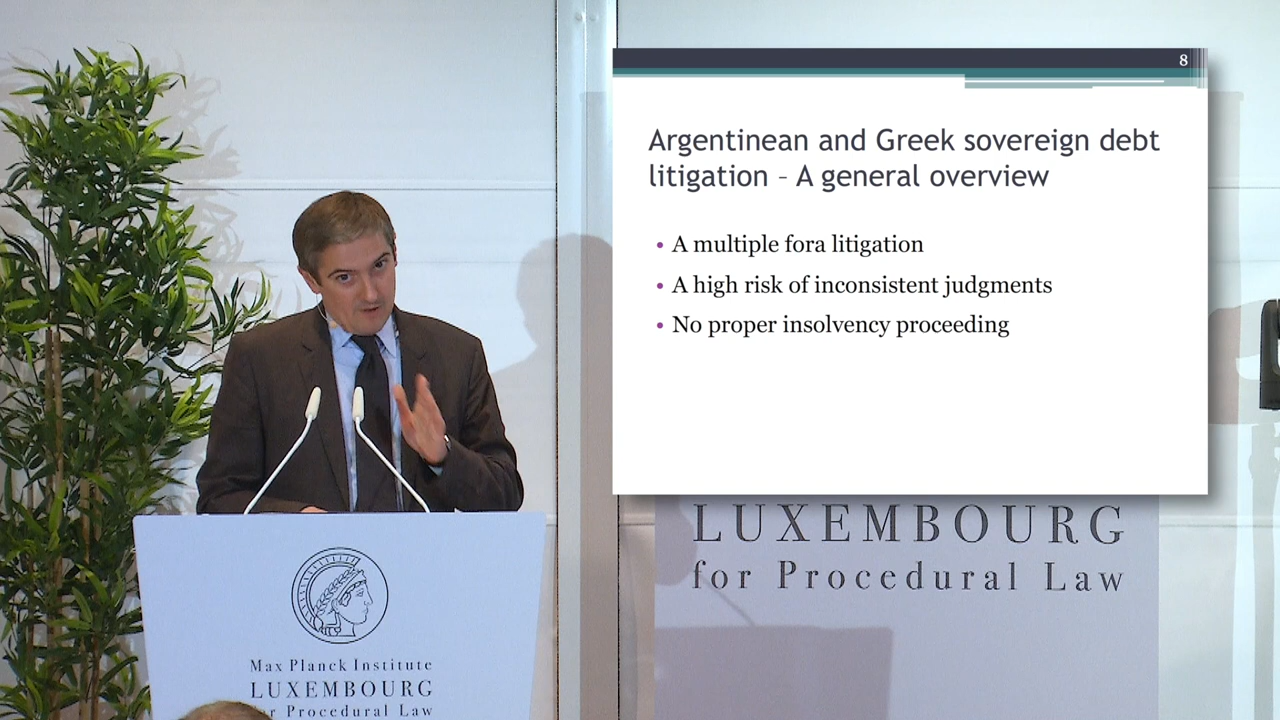 8
Argentinean and Greek sovereign debt
litigation – A general overview
• A multiple fora litigation
• A high risk of inconsistent judgments
• No proper insolvency proceeding
LUXEMBOURG
for Procedural Law
Max Planck Institute
LUXEMBOURG
for Procedural Law